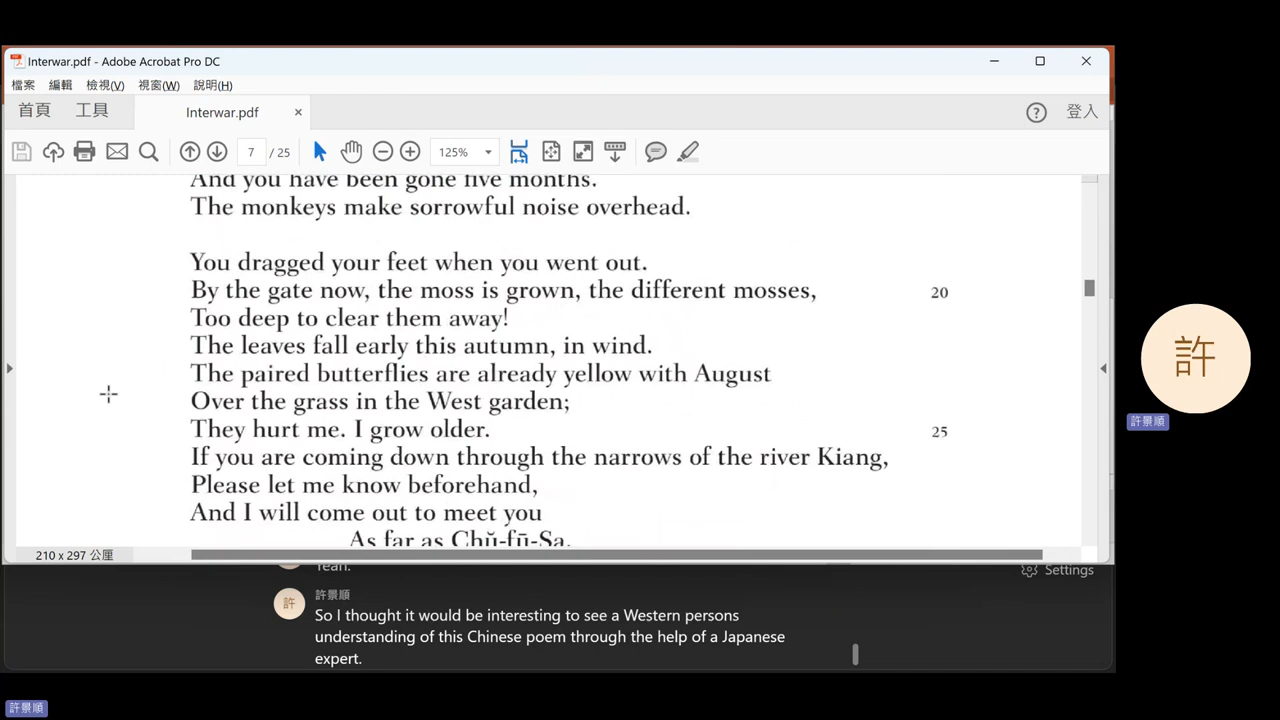 Interwar.pdf - Adobe Acrobat Pro DC
檔案 編輯 檢視(V) 視窗(W) 說明(H)
首頁 工具 Interwar.pdf × 登入
7 / 25 125%
And you have been gone five months.
The monkeys make sorrowful noise overhead.
You dragged your feet when you went out.
By the gate now, the moss is grown, the different mosses, 20
Too deep to clear them away!
The leaves fall early this autumn, in wind.
The paired butterflies are already yellow with August
Over the grass in the West garden;
They hurt me. I grow older. 25
If you are coming down through the narrows of the river Kiang,
Please let me know beforehand,
And I will come out to meet you
As far as Chŭ-fū-Sa.
210 x 297 公厘
Yeah.
Settings
許 許景順
So I thought it would be interesting to see a Western persons
understanding of this Chinese poem through the help of a Japanese
expert.
許
許景順
許景順